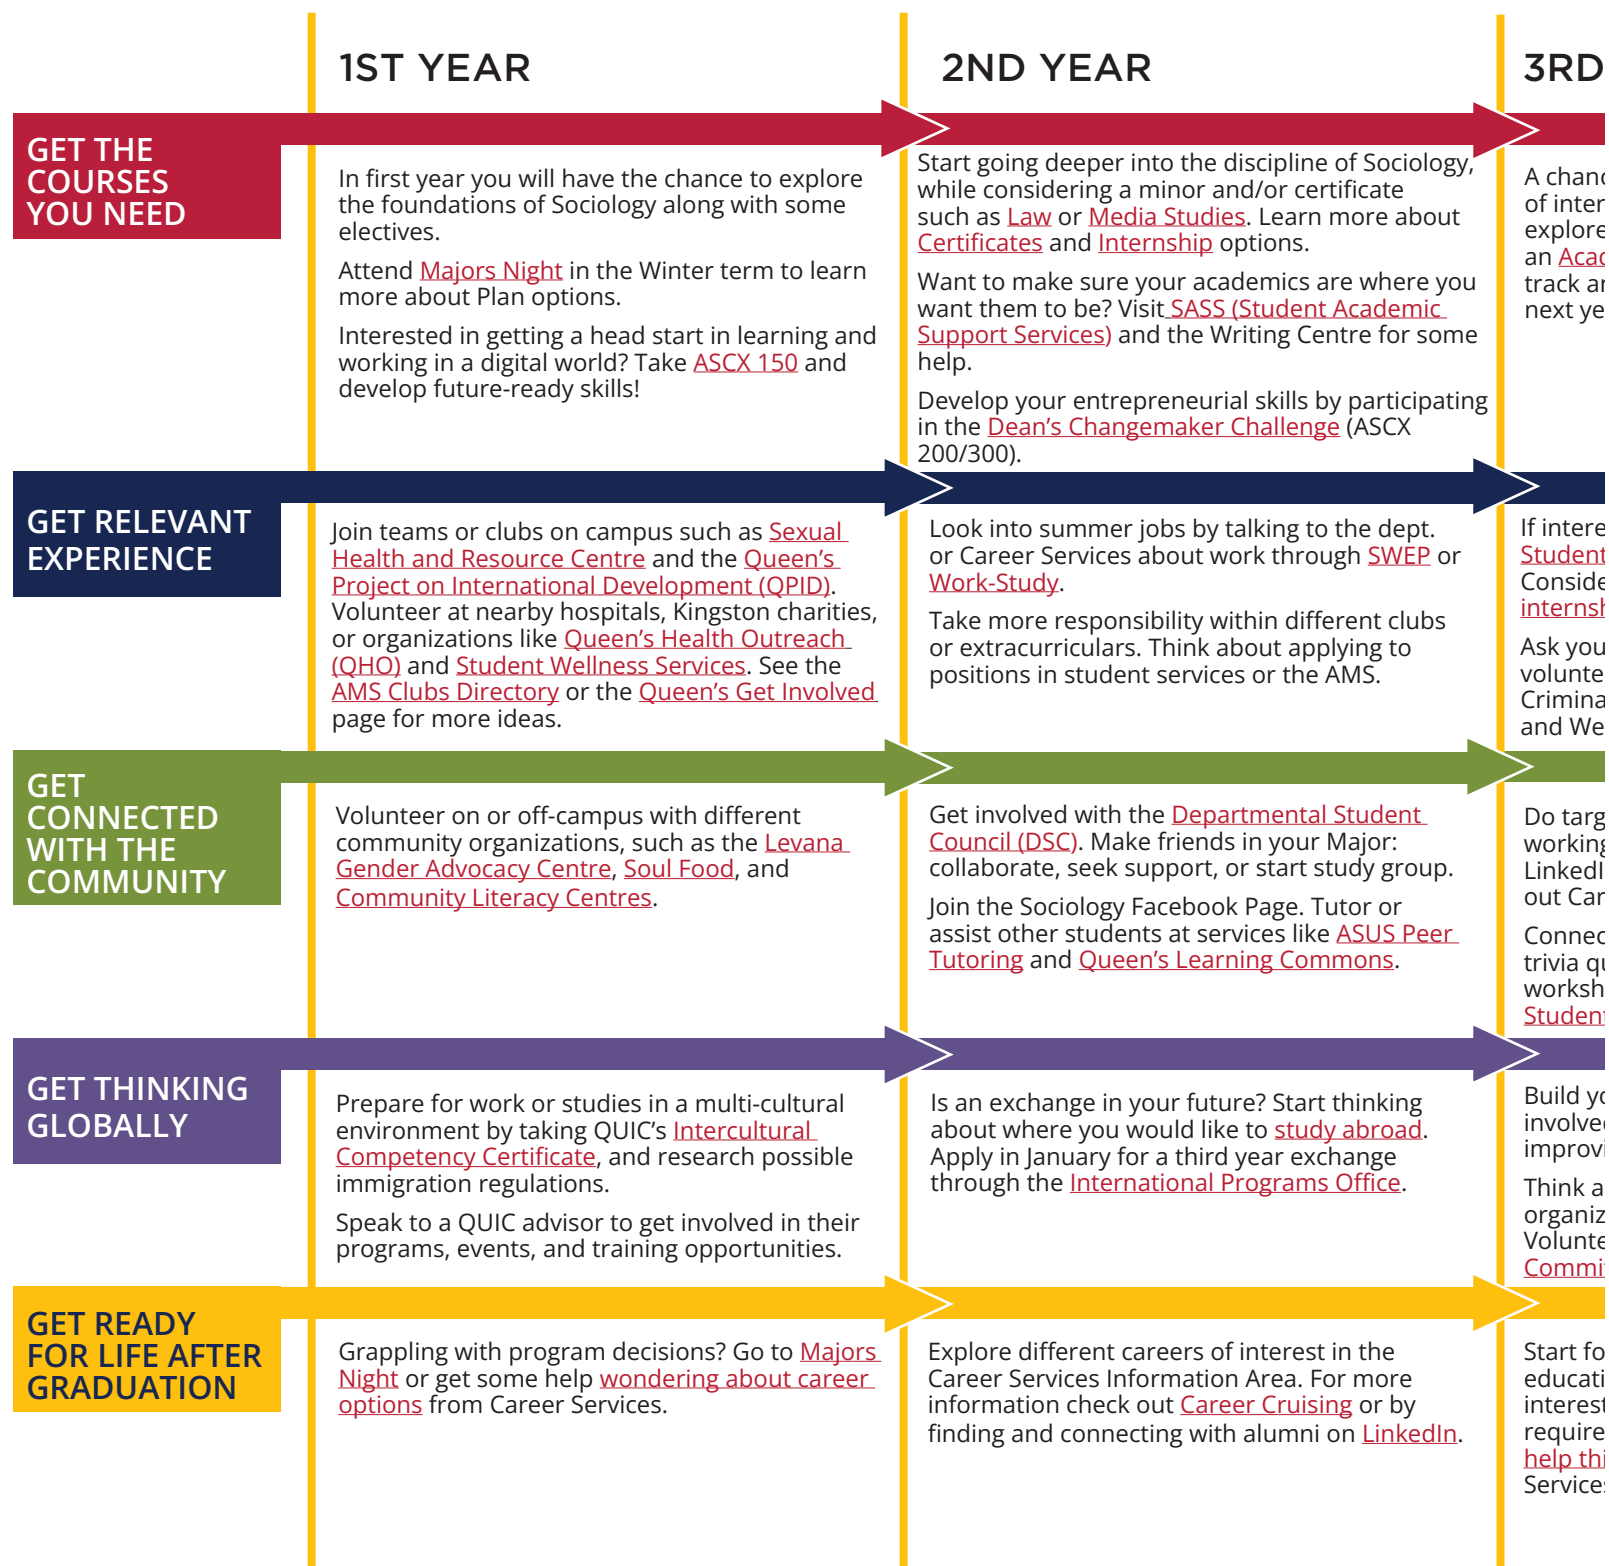 1ST YEAR
2ND YEAR
3RD
GET THE
COURSES
YOU NEED
In first year you will have the chance to explore
the foundations of Sociology along with some
electives.
Attend Majors Night in the Winter term to learn
more about Plan options.
Interested in getting a head start in learning and
working in a digital world? Take ASCX 150 and
develop future-ready skills!
Start going deeper into the discipline of Sociology,
while considering a minor and/or certificate
such as Law or Media Studies. Learn more about
Certificates and Internship options.
Want to make sure your academics are where you
want them to be? Visit SASS (Student Academic
Support Services) and the Writing Centre for some
help.
Develop your entrepreneurial skills by participating
in the Dean's Changemaker Challenge (ASCX
200/300).
A
of
explore
an
track
next
GET RELEVANT
EXPERIENCE
Join teams or clubs on campus such as Sexual
Health and Resource Centre and the Queen's
Project on International Development (QPID).
Volunteer at nearby hospitals, Kingston charities,
or organizations like Queen's Health Outreach
(QHO) and Student Wellness Services. See the
AMS Clubs Directory or the Queen's Get Involved
page for more ideas.
Look into summer jobs by talking to the dept.
or Career Services about work through SWEP or
Work-Study.
Take more responsibility within different clubs
or extracurriculars. Think about applying to
positions in student services or the AMS.
If
Student
Ask
and
GET
CONNECTED
WITH THE
COMMUNITY
Volunteer on or off-campus with different
community organizations, such as the Levana
Gender Advocacy Centre, Soul Food, and
Community Literacy Centres.
Get involved with the Departmental Student
Council (DSC). Make friends in your Major:
collaborate, seek support, or start study group.
Join the Sociology Facebook Page. Tutor or
assist other students at services like ASUS Peer
Tutoring and Queen's Learning Commons.
Do
working
out
trivia
Student
GET THINKING
GLOBALLY
Prepare for work or studies in a multi-cultural
environment by taking QUIC's Intercultural
Competency Certificate, and research possible
immigration regulations.
Speak to a QUIC advisor to get involved in their
programs, events, and training opportunities.
Is an exchange in your future? Start thinking
about where you would like to study abroad.
Apply in January for a third year exchange
through the International Programs Office.
Build
involved
Think
GET READY
FOR LIFE AFTER
GRADUATION
Grappling with program decisions? Go to Majors
Night or get some help wondering about career
options from Career Services.
Explore different careers of interest in the
Career Services Information Area. For more
information check out Career Cruising or by
finding and connecting with alumni on LinkedIn.
Start
help
Services